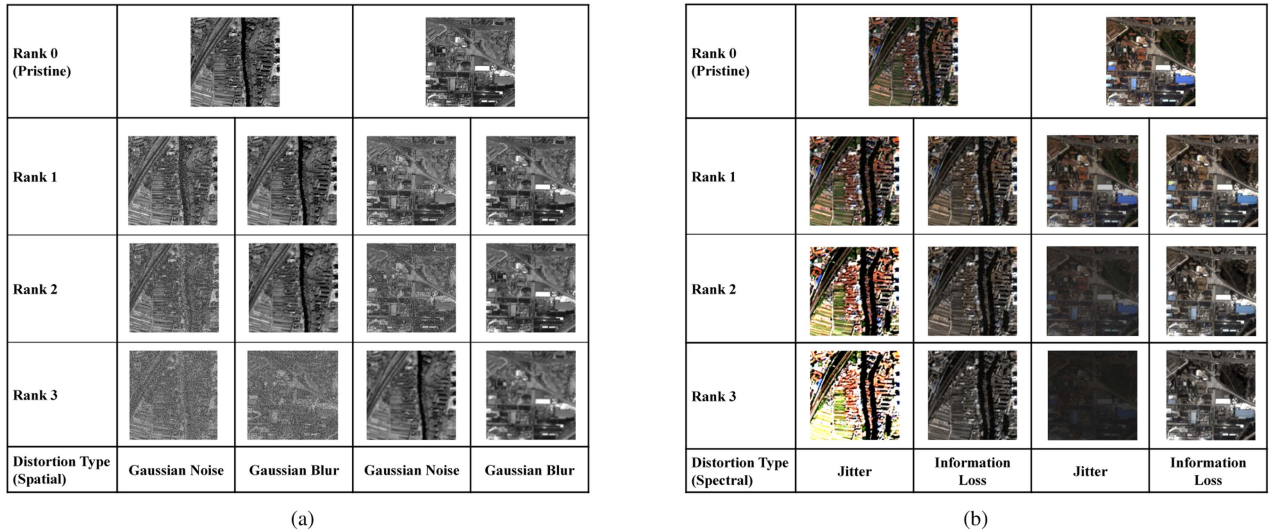 Rank 0
(Pristine)
Rank 1
Rank 2
Rank 3
Distortion Type
(Spatial)
Gaussian Noise
Gaussian Blur
Gaussian Noise
Gaussian Blur
(a)
Rank 0
(Pristine)
Rank 1
Rank 2
Rank 3
Distortion Type
(Spectral)
Jitter
Information
Loss
Jitter
Information
Loss
(b)